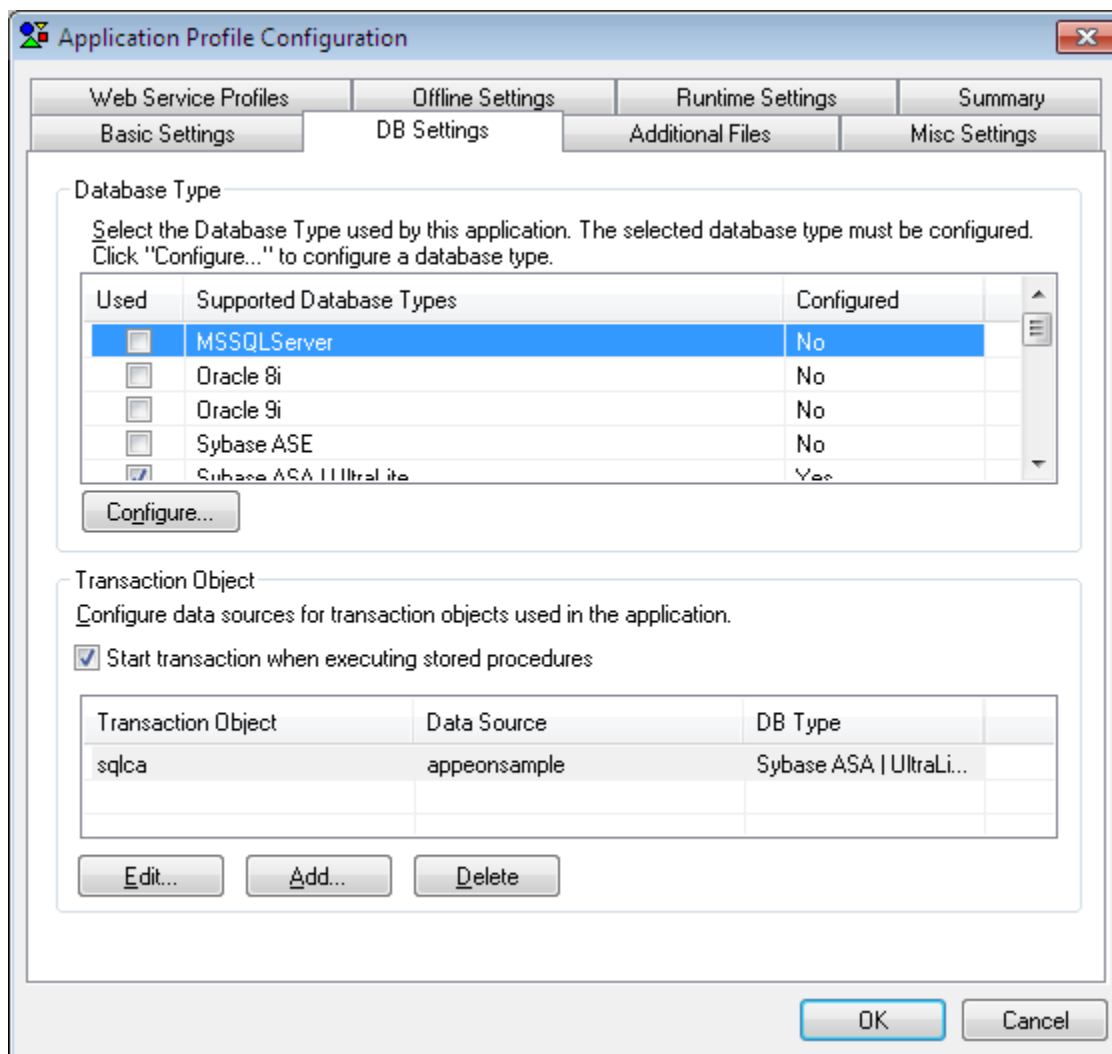 Application Profile Configuration
Web Service Profiles Offline Settings Runtime Settings Summary
Basic Settings DB Settings Additional Files Misc Settings
Database Type
Select the Database Type used by this application. The selected database type must be configured.
Click "Configure..." to configure a database type.
Used Supported Database Types Configured
MSSQLServer No
Oracle 8i No
Oracle 9i No
Sybase ASE No
Sybase ASA | UltraLite Yes
Configure...
Transaction Object
Configure data sources for transaction objects used in the application.
Start transaction when executing stored procedures
Transaction Object Data Source DB Type
sqlca appeonsample Sybase ASA | UltraLi...
Edit... Add... Delete
OK Cancel